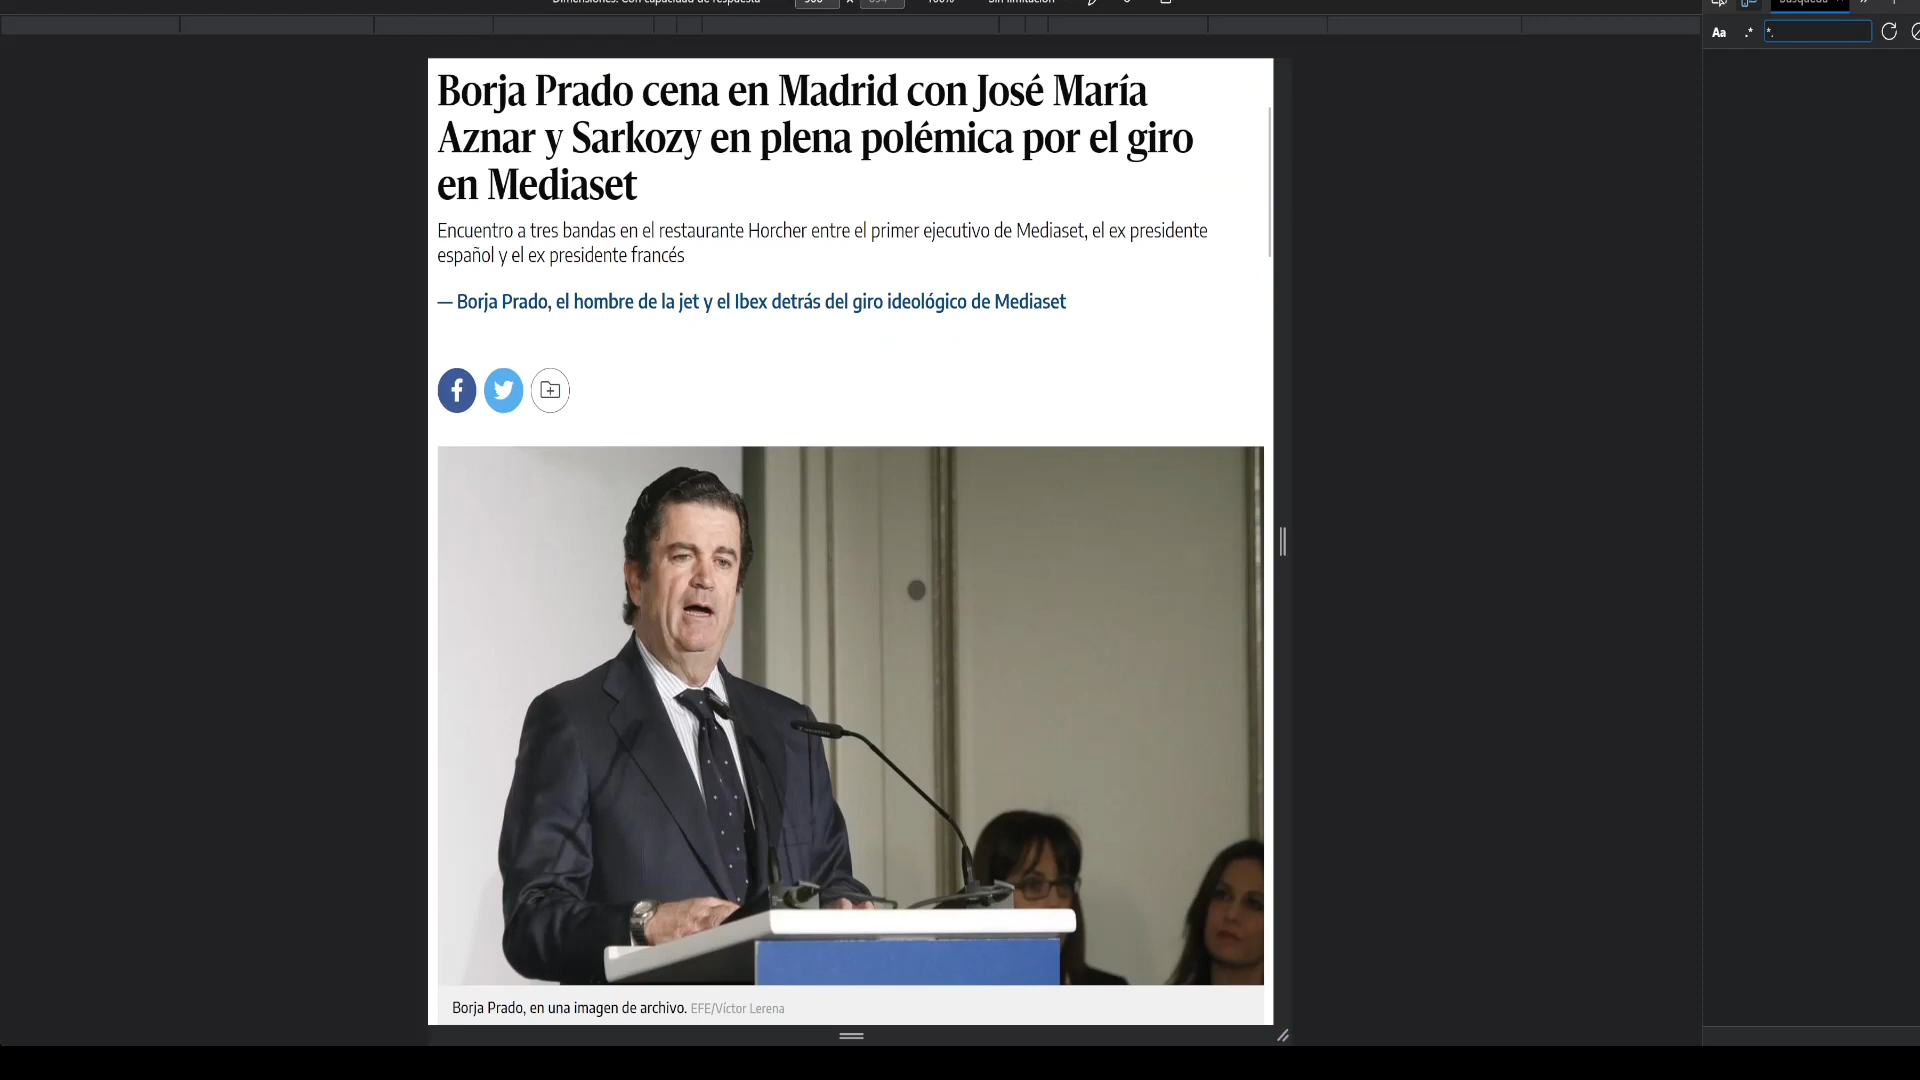 Borja Prado cena en Madrid con José María
Aznar y Sarkozy en plena polémica por el giro
en Mediaset
Encuentro a tres bandas en el restaurante Horcher entre el primer ejecutivo de Mediaset, el ex presidente
español y el ex presidente francés
— Borja Prado, el hombre de la jet y el Ibex detrás del giro ideológico de Mediaset
Borja Prado, en una imagen de archivo. EFE/Víctor Lerena
Aa .* *.